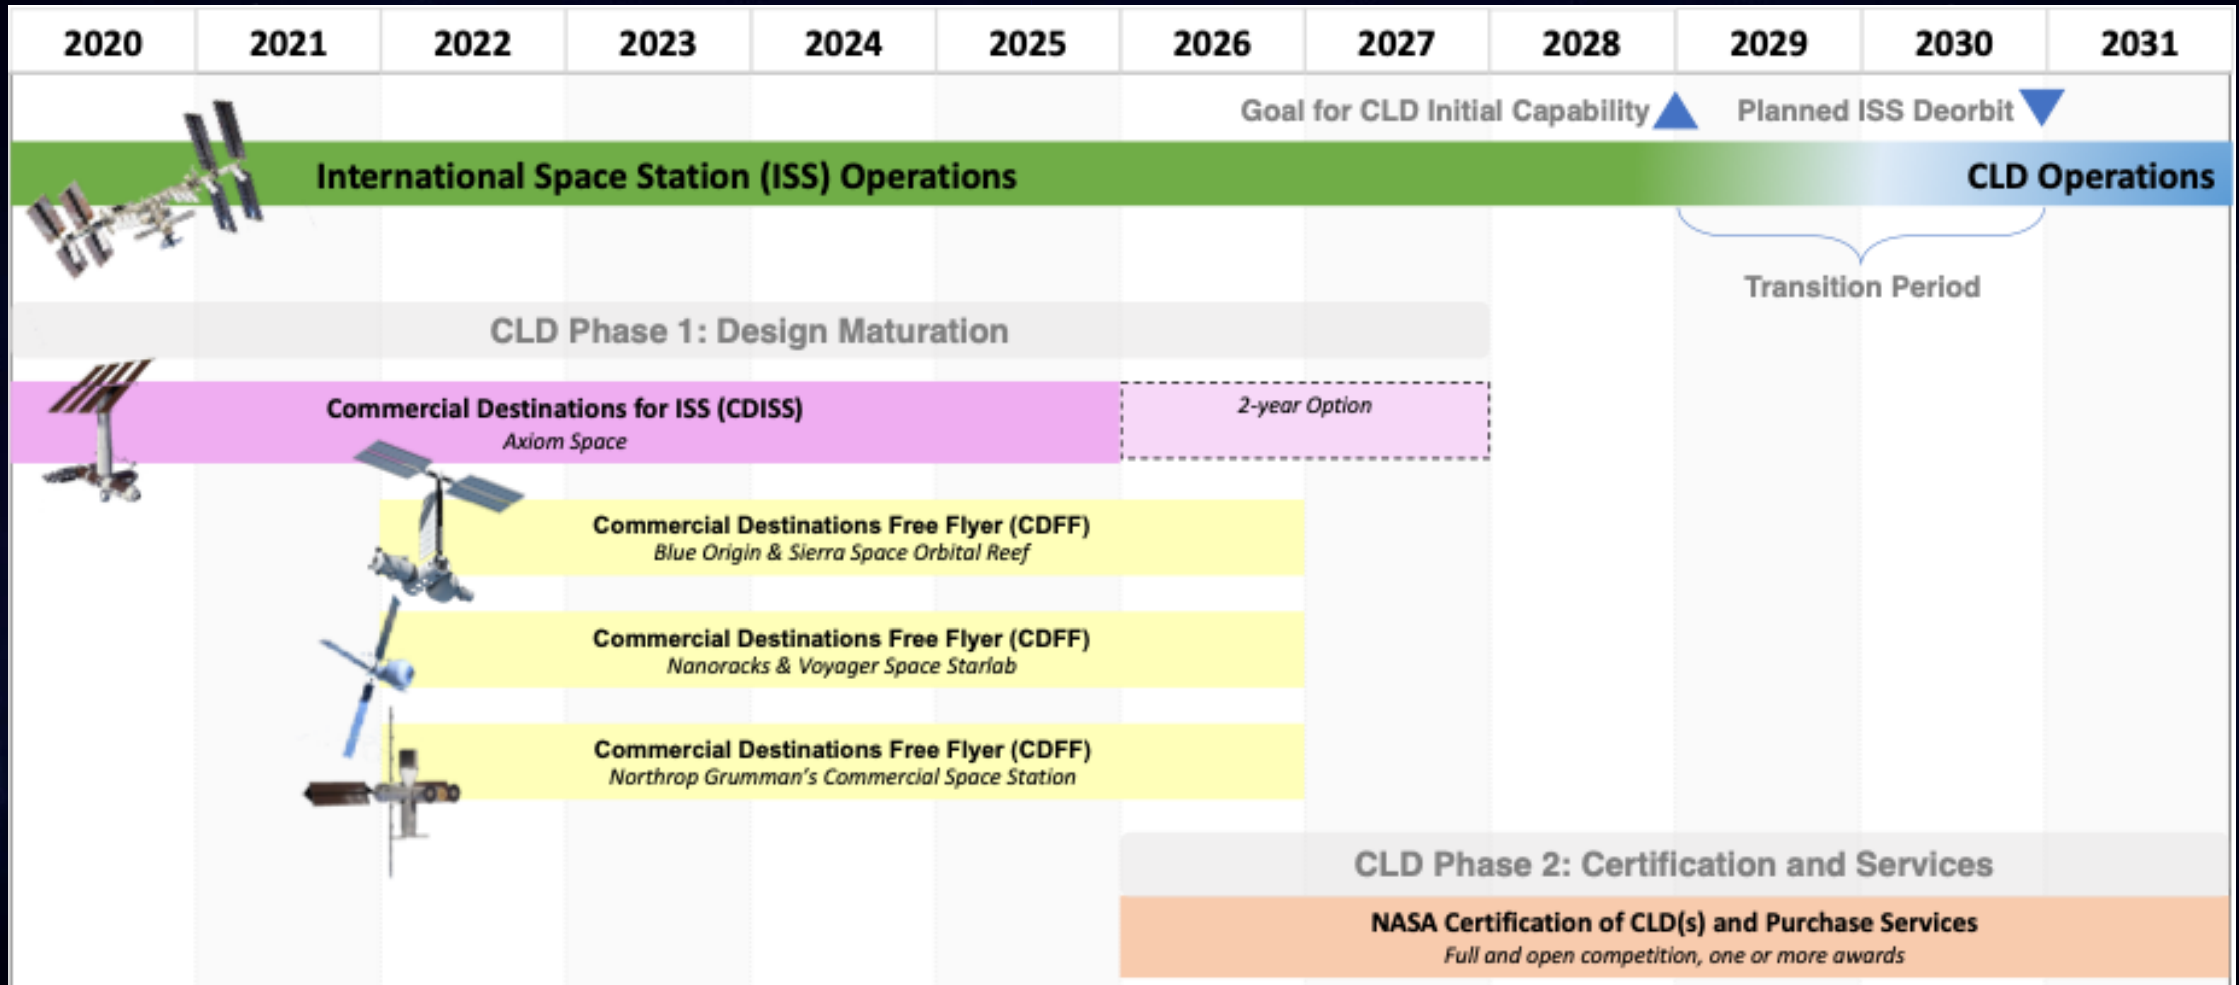 2020 2021 2022 2023 2024 2025 2026 2027 2028 2029 2030 2031
Goal for CLD Initial Capability Planned ISS Deorbit
International Space Station (ISS) Operations CLD Operations
Transition Period
CLD Phase 1: Design Maturation
Commercial Destinations for ISS (CDISS) 2-year Option
Axiom Space
Commercial Destinations Free Flyer (CDFF)
Blue Origin & Sierra Space Orbital Reef
Commercial Destinations Free Flyer (CDFF)
Nanoracks & Voyager Space Starlab
Commercial Destinations Free Flyer (CDFF)
Northrop Grumman's Commercial Space Station
CLD Phase 2: Certification and Services
NASA Certification of CLD(s) and Purchase Services
Full and open competition, one or more awards